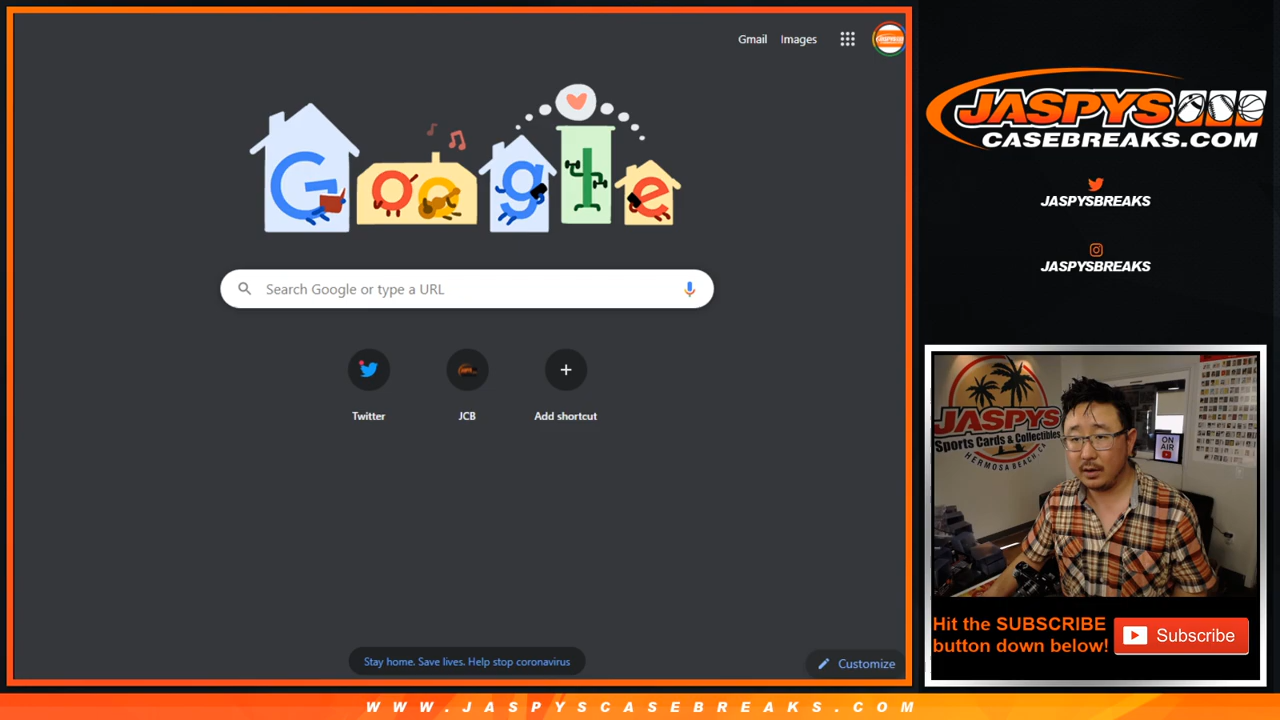 Gmail Images
Google
Search Google or type a URL
Twitter
JCB
Add shortcut
Stay home. Save lives. Help stop coronavirus
Customize
JASPYS
CASEBREAKS.COM
JASPYSBREAKS
JASPYSBREAKS
JASPYS
Sports Cards & Collectibles
HERMOSA BEACH, CA
ON
AIR
Hit the SUBSCRIBE
button down below!
Subscribe
WWW.JASPYSCASEBREAKS.COM